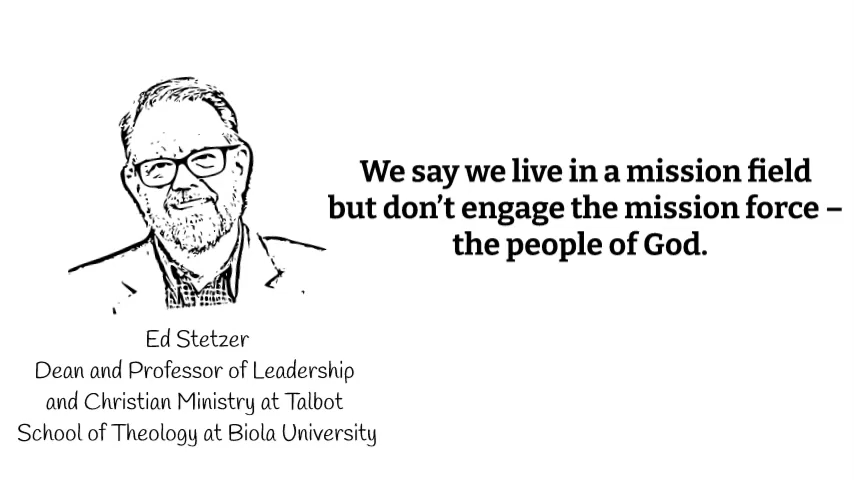 We say we live in a mission field
but don’t engage the mission force –
the people of God.
Ed Stetzer
Dean and Professor of Leadership
and Christian Ministry at Talbot
School of Theology at Biola University